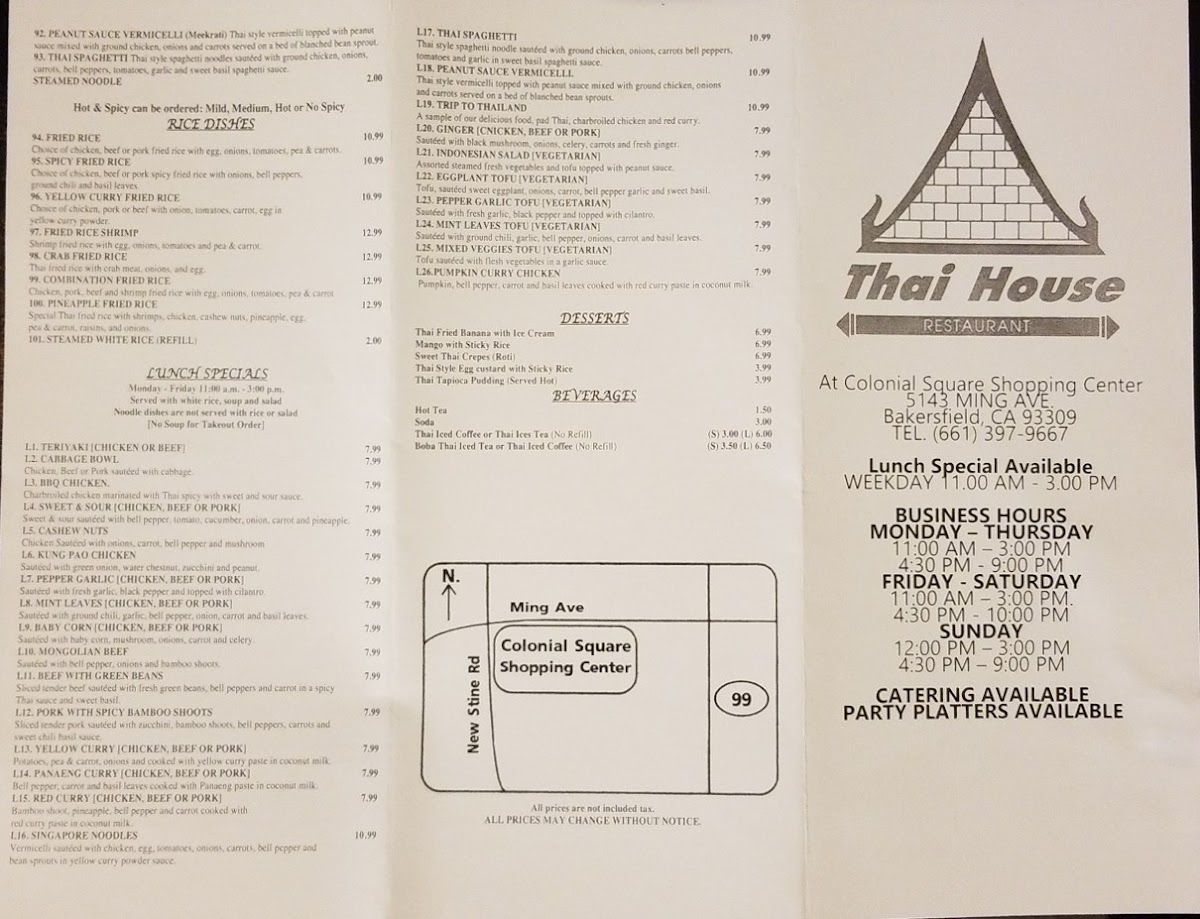 92. PEANUT SAUCE VERMICELLI (Meekrati) Thai style vermicelli topped with peanut
sauce mixed with ground chicken, onions and carrots served on a bed of blanched bean sprout.
93. THAI SPAGHETTI Thai style spaghetti noodles sautéed with ground chicken, onions,
carrots, bell peppers, tomatoes, garlic and sweet basil spaghetti sauce.
STEAMED NOODLE 2.00
Hot & Spicy can be ordered: Mild, Medium, Hot or No Spicy
RICE DISHES
94. FRIED RICE 10.99
Choice of chicken, beef or pork fried rice with egg, onions, tomatoes, pea & carrots.
95. SPICY FRIED RICE 10.99
Choice of chicken, beef or pork spicy fried rice with onions, bell peppers,
ground chili and basil leaves.
96. YELLOW CURRY FRIED RICE 10.99
Choice of chicken, pork or beef with onion, tomatoes, carrot, egg in
yellow curry powder.
97. FRIED RICE SHRIMP 12.99
Shrimp fried rice with egg, onions, tomatoes and pea & carrot.
98. CRAB FRIED RICE 12.99
Thai fried rice with crab meat, onions, and egg.
99. COMBINATION FRIED RICE 12.99
Chicken, pork, beef and shrimp fried rice with egg, onions, tomatoes, pea & carrot
100. PINEAPPLE FRIED RICE 12.99
Special Thai fried rice with shrimps, chicken, cashew nuts, pineapple, egg,
pea & carrot, raisins, and onions.
101. STEAMED WHITE RICE (REFILL) 2.00
LUNCH SPECIALS
Monday - Friday 11:00 a.m. - 3:00 p.m.
Served with white rice, soup and salad
Noodle dishes are not served with rice or salad
[No Soup for Takeout Order]
L1. TERIYAKI [CHICKEN OR BEEF] 7.99
L2. CABBAGE BOWL 7.99
Chicken, Beef or Pork sautéed with cabbage.
L3. BBQ CHICKEN. 7.99
Charbroiled chicken marinated with Thai spicy with sweet and sour sauce.
L4. SWEET & SOUR [CHICKEN, BEEF OR PORK] 7.99
Sweet & sour sautéed with bell pepper, tomato, cucumber, onion, carrot and pineapple.
L5. CASHEW NUTS 7.99
Chicken Sautéed with onions, carrot, bell pepper and mushroom
L6. KUNG PAO CHICKEN 7.99
Sautéed with green onion, water chestnut, zucchini and peanut.
L7. PEPPER GARLIC [CHICKEN, BEEF OR PORK] 7.99
Sautéed with fresh garlic, black pepper and topped with cilantro.
L8. MINT LEAVES [CHICKEN, BEEF OR PORK] 7.99
Sautéed with ground chili, garlic, bell pepper, onion, carrot and basil leaves.
L9. BABY CORN [CHICKEN, BEEF OR PORK] 7.99
Sautéed with baby corn, mushroom, onions, carrot and celery.
L10. MONGOLIAN BEEF 7.99
Sautéed with bell pepper, onions and bamboo shoots.
L11. BEEF WITH GREEN BEANS 7.99
Sliced tender beef sautéed with fresh green beans, bell peppers and carrot in a spicy
Thai sauce and sweet basil.
L12. PORK WITH SPICY BAMBOO SHOOTS 7.99
Sliced tender pork sautéed with zucchini, bamboo shoots, bell peppers, carrots and
sweet chili basil sauce.
L13. YELLOW CURRY [CHICKEN, BEEF OR PORK] 7.99
Potatoes, pea & carrot, onions and cooked with yellow curry paste in coconut milk.
L14. PANAENG CURRY [CHICKEN, BEEF OR PORK] 7.99
Bell pepper, carrot and basil leaves cooked with Panaeng paste in coconut milk.
L15. RED CURRY [CHICKEN, BEEF OR PORK] 7.99
Bamboo shoot, pineapple, bell pepper and carrot cooked with
red curry paste in coconut milk.
L16. SINGAPORE NOODLES 10.99
Vermicelli sautéed with chicken, egg, tomatoes, onions, carrots, bell pepper and
bean sprouts in yellow curry powder sauce.
L17. THAI SPAGHETTI 10.99
Thai style spaghetti noodle sautéed with ground chicken, onions, carrots bell peppers,
tomatoes and garlic in sweet basil spaghetti sauce.
L18. PEANUT SAUCE VERMICELLI. 10.99
Thai style vermicelli topped with peanut sauce mixed with ground chicken, onions
and carrots served on a bed of blanched bean sprouts.
L19. TRIP TO THAILAND 10.99
A sample of our delicious food, pad Thai, charbroiled chicken and red curry.
L20. GINGER [CHICKEN, BEEF OR PORK] 7.99
Sautéed with black mushroom, onions, celery, carrots and fresh ginger.
L21. INDONESIAN SALAD [VEGETARIAN] 7.99
Assorted steamed fresh vegetables and tofu topped with peanut sauce.
L22. EGGPLANT TOFU [VEGETARIAN] 7.99
Tofu, sautéed sweet eggplant, onions, carrot, bell pepper garlic and sweet basil.
L23. PEPPER GARLIC TOFU [VEGETARIAN] 7.99
Sautéed with fresh garlic, black pepper and topped with cilantro.
L24. MINT LEAVES TOFU [VEGETARIAN] 7.99
Sautéed with ground chili, garlic, bell pepper, onions, carrot and basil leaves.
L25. MIXED VEGGIES TOFU [VEGETARIAN] 7.99
Tofu sautéed with flesh vegetables in a garlic sauce.
L26.PUMPKIN CURRY CHICKEN 7.99
Pumpkin, bell pepper, carrot and basil leaves cooked with red curry paste in coconut milk.
DESSERTS
Thai Fried Banana with Ice Cream 6.99
Mango with Sticky Rice 6.99
Sweet Thai Crepes (Roti) 6.99
Thai Style Egg custard with Sticky Rice 3.99
Thai Tapioca Pudding (Served Hot) 3.99
BEVERAGES
Hot Tea 1.50
Soda 3.00
Thai Iced Coffee or Thai Ices Tea (No Refill) (S) 3.00 (L) 6.00
Boba Thai Iced Tea or Thai Iced Coffee (No Refill) (S) 3.50 (L) 6.50
N.
Ming Ave
Colonial Square
Shopping Center
New Stine Rd
99
All prices are not included tax.
ALL PRICES MAY CHANGE WITHOUT NOTICE.
Thai House
RESTAURANT
At Colonial Square Shopping Center
5143 MING AVE.
Bakersfield, CA 93309
TEL. (661) 397-9667
Lunch Special Available
WEEKDAY 11.00 AM - 3.00 PM
BUSINESS HOURS
MONDAY – THURSDAY
11:00 AM – 3:00 PM
4:30 PM - 9:00 PM
FRIDAY - SATURDAY
11:00 AM – 3:00 PM.
4:30 PM - 10:00 PM
SUNDAY
12:00 PM – 3:00 PM
4:30 PM – 9:00 PM
CATERING AVAILABLE
PARTY PLATTERS AVAILABLE